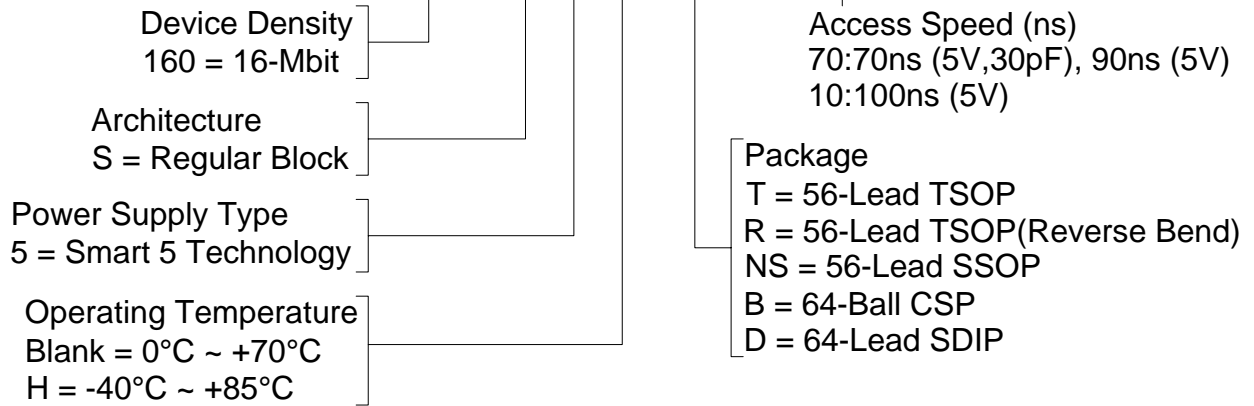 Device Density
160 = 16-Mbit
Architecture
S = Regular Block
Power Supply Type
5 = Smart 5 Technology
Operating Temperature
Blank = 0°C ~ +70°C
H = -40°C ~ +85°C
Access Speed (ns)
70:70ns (5V,30pF), 90ns (5V)
10:100ns (5V)
Package
T = 56-Lead TSOP
R = 56-Lead TSOP(Reverse Bend)
NS = 56-Lead SSOP
B = 64-Ball CSP
D = 64-Lead SDIP